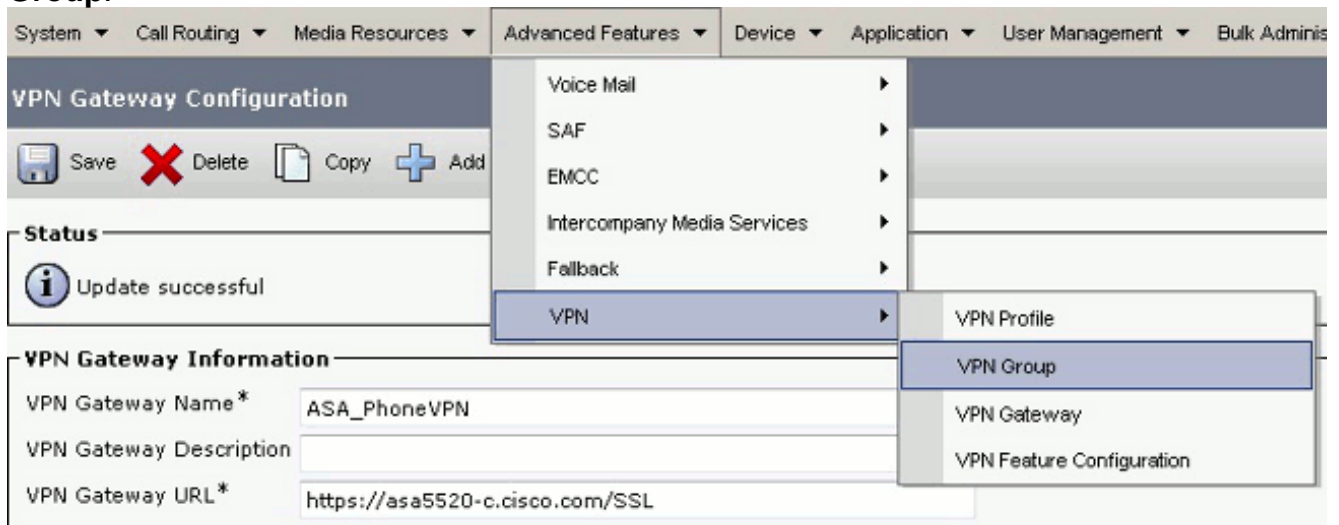 Group.
System Call Routing Media Resources Advanced Features Device Application User Management Bulk Adminis
VPN Gateway Configuration
Voice Mail
SAF
Save Delete Copy Add
EMCC
Intercompany Media Services
Status
Fallback
Update successful
VPN
VPN Profile
VPN Gateway Information
VPN Group
VPN Gateway Name* ASA_PhoneVPN
VPN Gateway
VPN Gateway Description
VPN Feature Configuration
VPN Gateway URL* https://asa5520-c.cisco.com/SSL